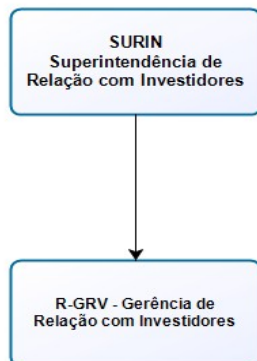 SURIN
Superintendência de
Relação com Investidores
R-GRV - Gerência de
Relação com Investidores